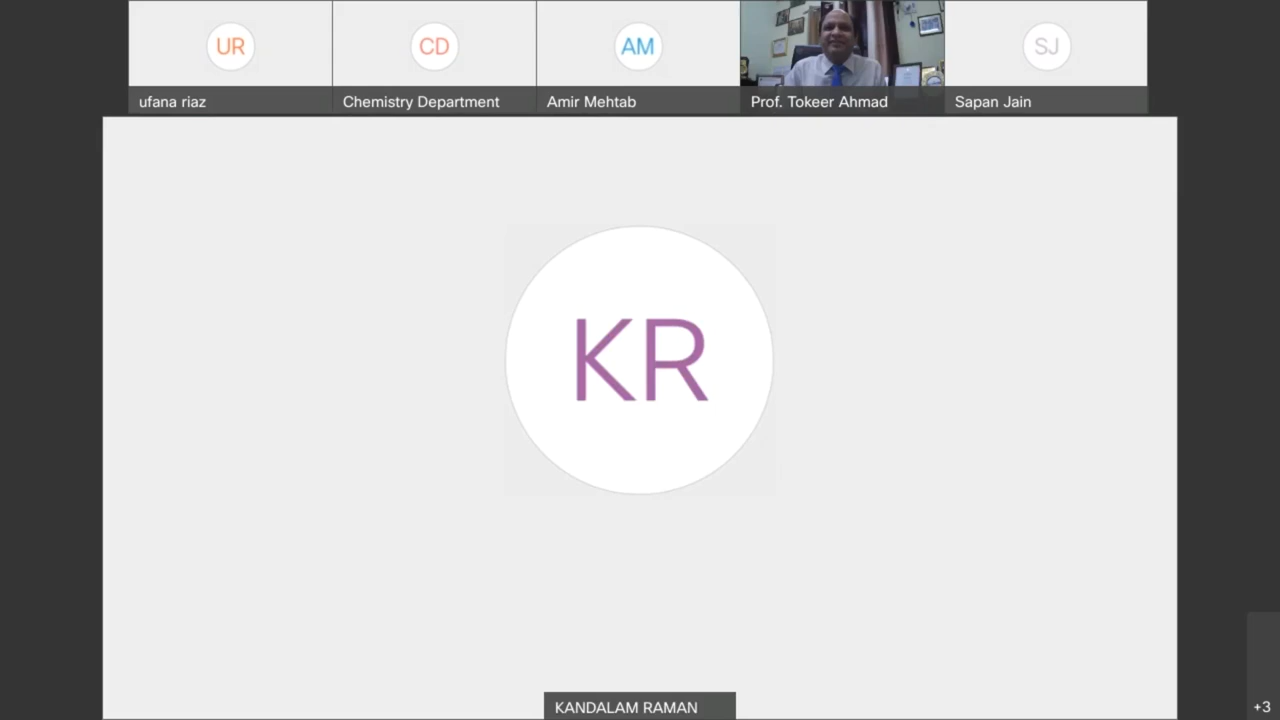 UR
CD
AM
SJ
ufana riaz
Chemistry Department
Amir Mehtab
Prof. Tokeer Ahmad
Sapan Jain
KR
KANDALAM RAMAN
+3